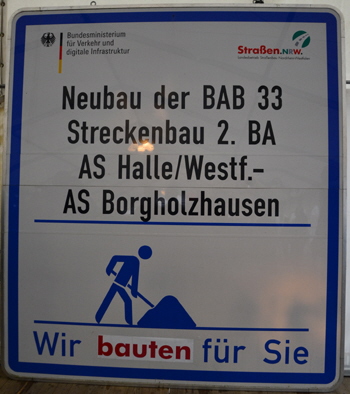 Bundesministerium
für Verkehr und
digitale Infrastruktur
Straßen.NRW.
Neubau der BAB 33
Streckenbau 2. BA
AS Halle/Westf.-
AS Borgholzhausen
Wir bauten für Sie